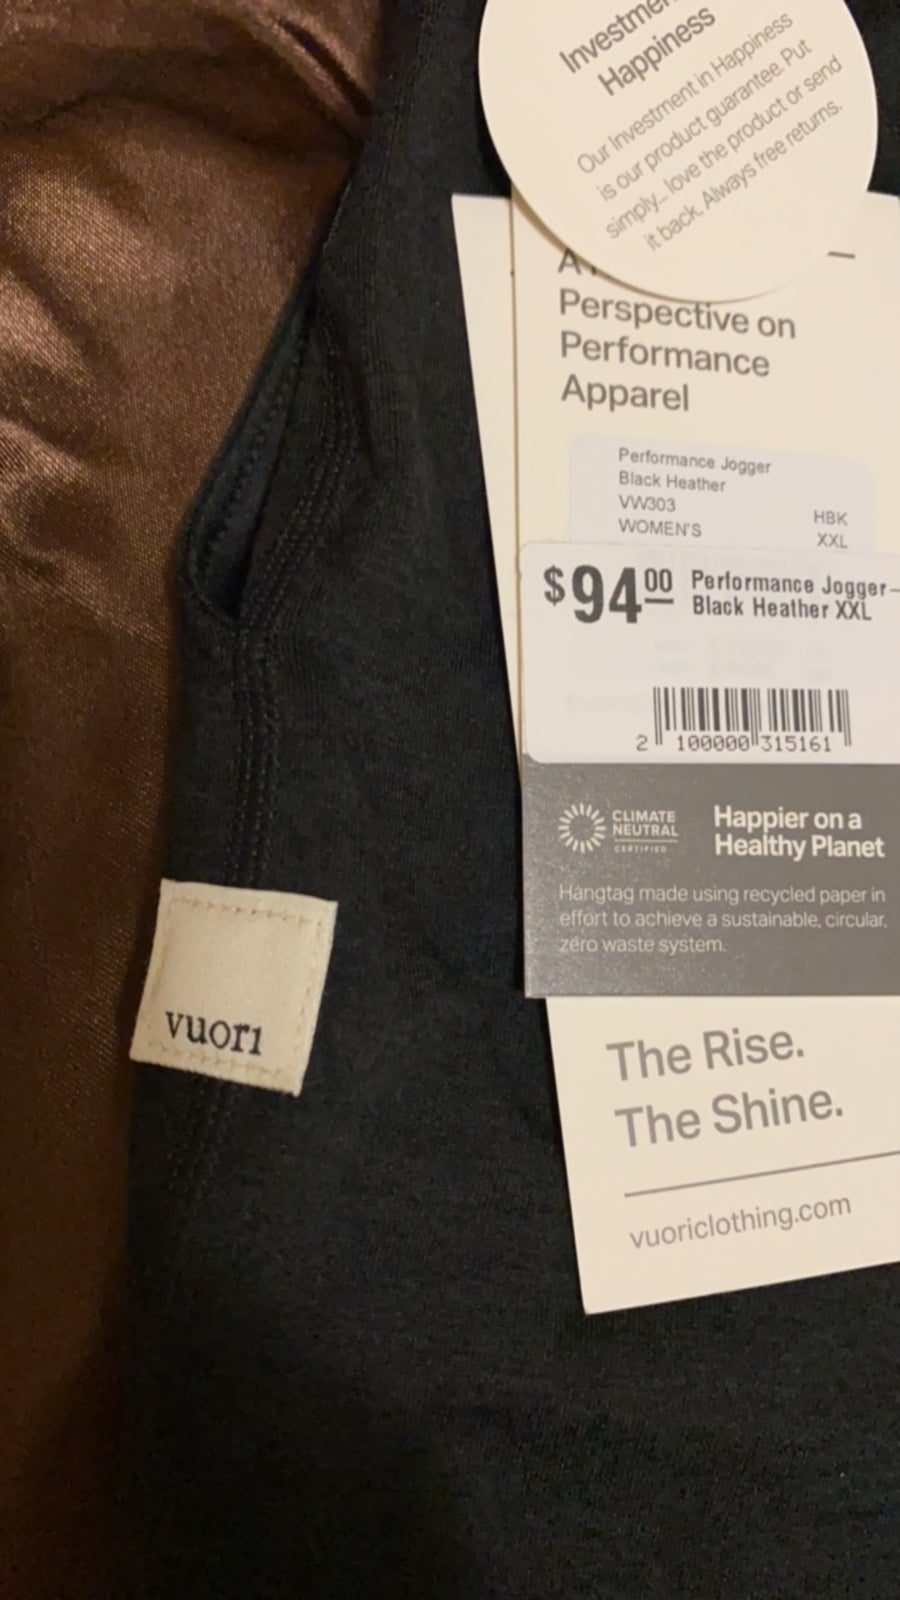 Happiness
Our Investment in Happiness
is our product guarantee. Put
simply... love the product or send
it back. Always free returns.
Perspective on
Performance
Apparel
Performance Jogger
Black Heather
VW303 HBK
WOMEN'S XXL
$94.00 Performance Jogger-
Black Heather XXL
2 100000 315161
CLIMATE
NEUTRAL
CERTIFIED
Happier on a
Healthy Planet
Hangtag made using recycled paper in
effort to achieve a sustainable, circular,
zero waste system.
vuori
The Rise.
The Shine.
vuoriclothing.com